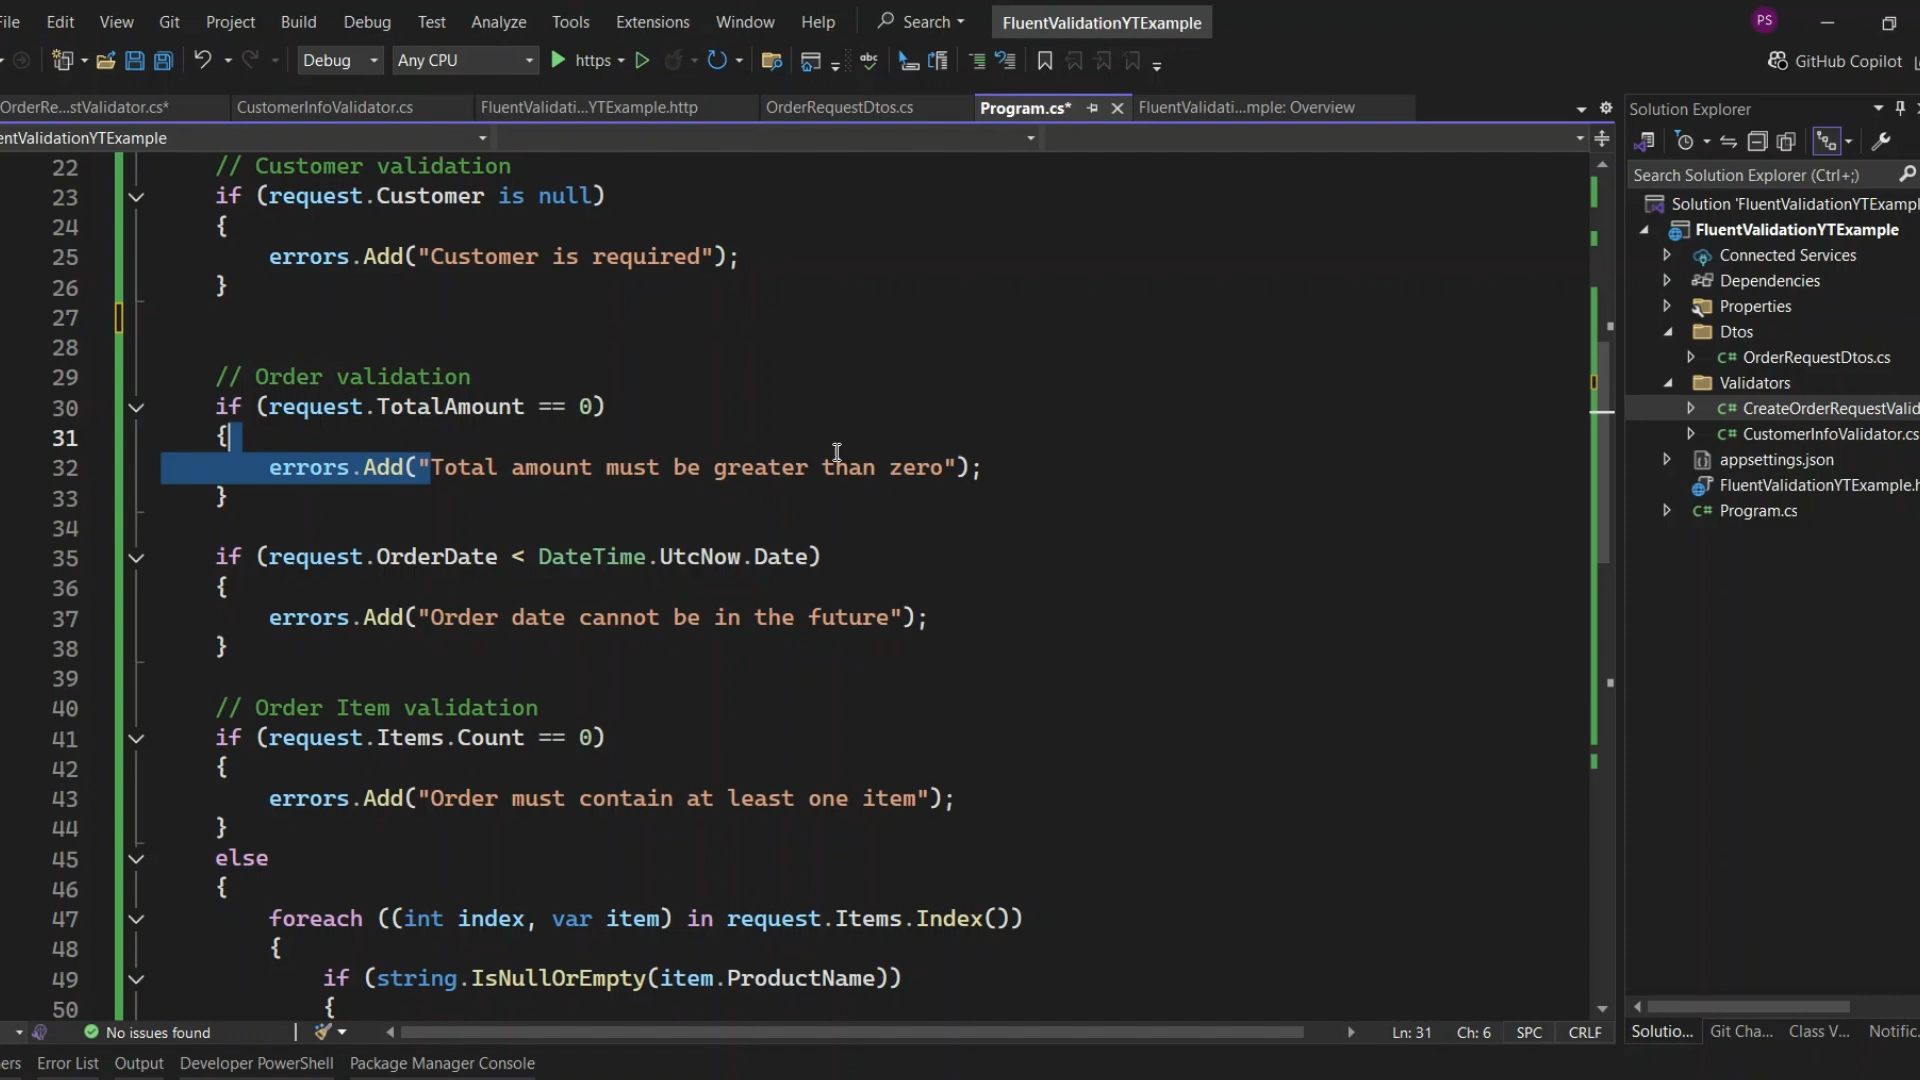 File Edit View Git Project Build Debug Test Analyze Tools Extensions Window Help Search FluentValidationYTExample PS
Debug Any CPU https GitHub Copilot
OrderRe...stValidator.cs* CustomerInfoValidator.cs FluentValidati...YTExample.http OrderRequestDtos.cs Program.cs* FluentValidati...mple: Overview
entValidationYTExample
22 // Customer validation
23 if (request.Customer is null)
24 {
25 errors.Add("Customer is required");
26 }
27
28
29 // Order validation
30 if (request.TotalAmount == 0)
31 {
32 errors.Add("Total amount must be greater than zero");
33 }
34
35 if (request.OrderDate < DateTime.UtcNow.Date)
36 {
37 errors.Add("Order date cannot be in the future");
38 }
39
40 // Order Item validation
41 if (request.Items.Count == 0)
42 {
43 errors.Add("Order must contain at least one item");
44 }
45 else
46 {
47 foreach ((int index, var item) in request.Items.Index())
48 {
49 if (string.IsNullOrEmpty(item.ProductName))
50 {
Solution Explorer
Search Solution Explorer (Ctrl+;)
Solution 'FluentValidationYTExampl
FluentValidationYTExample
Connected Services
Dependencies
Properties
Dtos
C# OrderRequestDtos.cs
Validators
C# CreateOrderRequestValid
C# CustomerInfoValidator.cs
appsettings.json
FluentValidationYTExample.h
C# Program.cs
No issues found Ln: 31 Ch: 6 SPC CRLF
Solutio... Git Cha... Class V... Notific...
ers Error List Output Developer PowerShell Package Manager Console